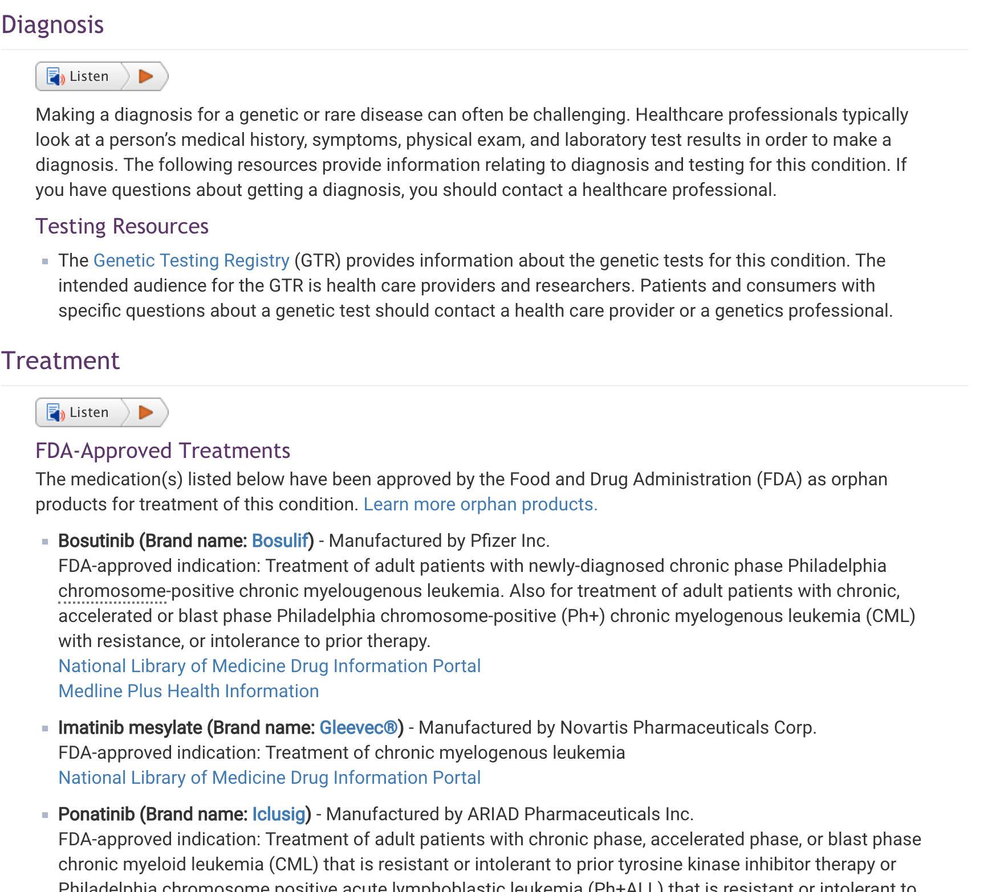 Diagnosis
Listen
Making a diagnosis for a genetic or rare disease can often be challenging. Healthcare professionals typically
look at a person’s medical history, symptoms, physical exam, and laboratory test results in order to make a
diagnosis. The following resources provide information relating to diagnosis and testing for this condition. If
you have questions about getting a diagnosis, you should contact a healthcare professional.
Testing Resources
The Genetic Testing Registry (GTR) provides information about the genetic tests for this condition. The
intended audience for the GTR is health care providers and researchers. Patients and consumers with
specific questions about a genetic test should contact a health care provider or a genetics professional.
Treatment
Listen
FDA-Approved Treatments
The medication(s) listed below have been approved by the Food and Drug Administration (FDA) as orphan
products for treatment of this condition. Learn more orphan products.
Bosutinib (Brand name: Bosulif) - Manufactured by Pfizer Inc.
FDA-approved indication: Treatment of adult patients with newly-diagnosed chronic phase Philadelphia
chromosome-positive chronic myelougenous leukemia. Also for treatment of adult patients with chronic,
accelerated or blast phase Philadelphia chromosome-positive (Ph+) chronic myelogenous leukemia (CML)
with resistance, or intolerance to prior therapy.
National Library of Medicine Drug Information Portal
Medline Plus Health Information
Imatinib mesylate (Brand name: Gleevec®) - Manufactured by Novartis Pharmaceuticals Corp.
FDA-approved indication: Treatment of chronic myelogenous leukemia
National Library of Medicine Drug Information Portal
Ponatinib (Brand name: Iclusig) - Manufactured by ARIAD Pharmaceuticals Inc.
FDA-approved indication: Treatment of adult patients with chronic phase, accelerated phase, or blast phase
chronic myeloid leukemia (CML) that is resistant or intolerant to prior tyrosine kinase inhibitor therapy or
Philadelphia chromosome positive acute lymphoblastic leukemia (Ph+ALL) that is resistant or intolerant to